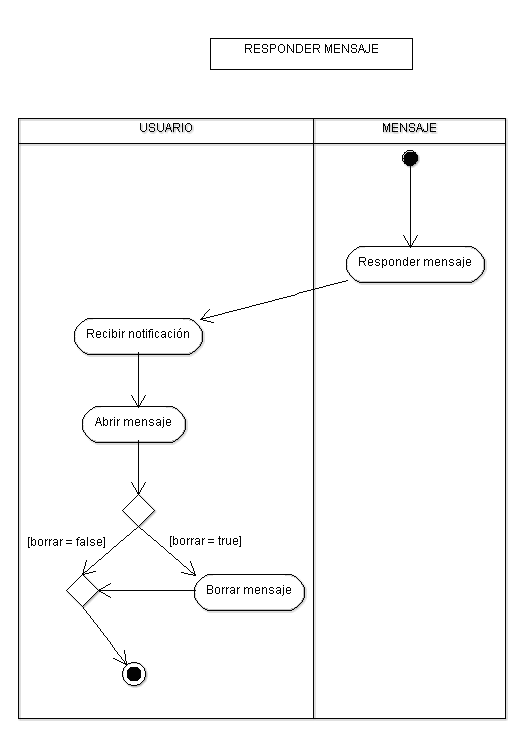 RESPONDER MENSAJE
USUARIO
MENSAJE
Responder mensaje
Recibir notificación
Abrir mensaje
[borrar = false]
[borrar = true]
Borrar mensaje